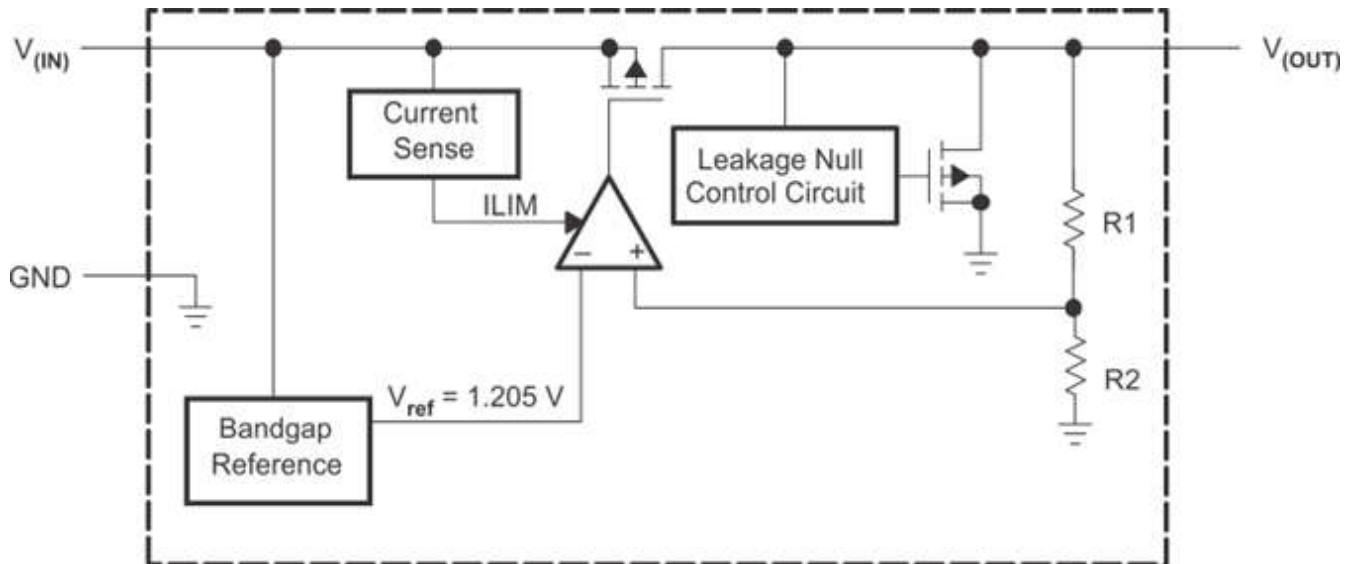 V(IN)
V(OUT)
Current
Sense
Leakage Null
Control Circuit
ILIM
R1
− +
GND
R2
Vref = 1.205 V
Bandgap
Reference